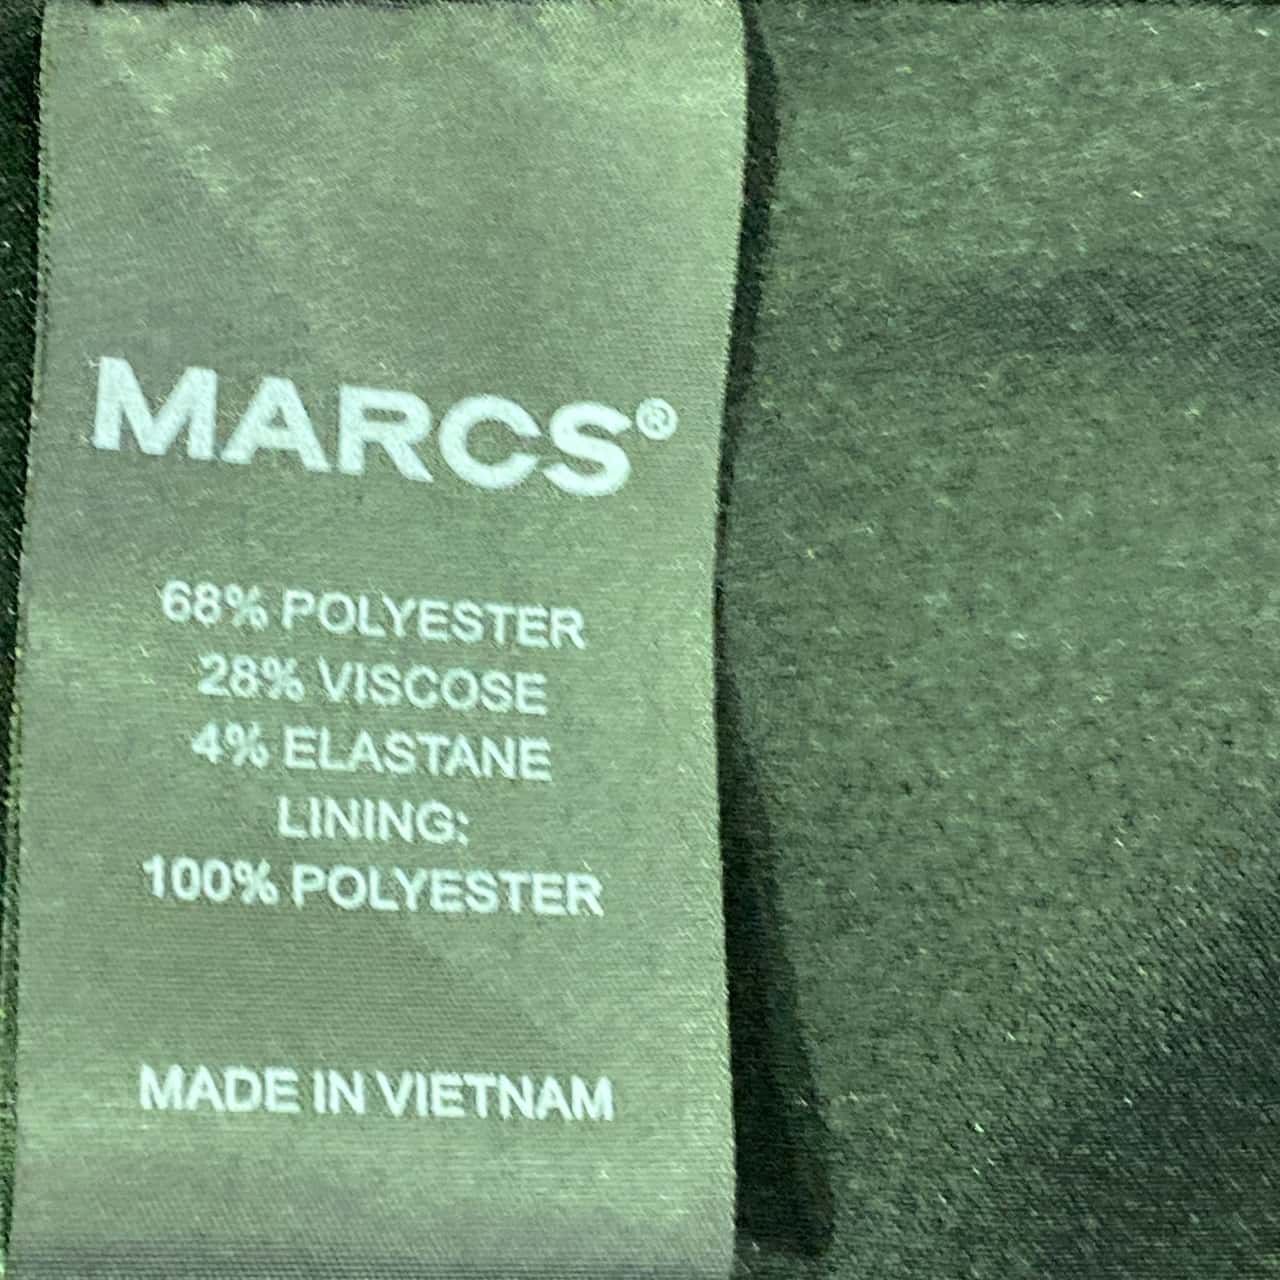 MARCS®
68% POLYESTER
28% VISCOSE
4% ELASTANE
LINING:
100% POLYESTER
MADE IN VIETNAM